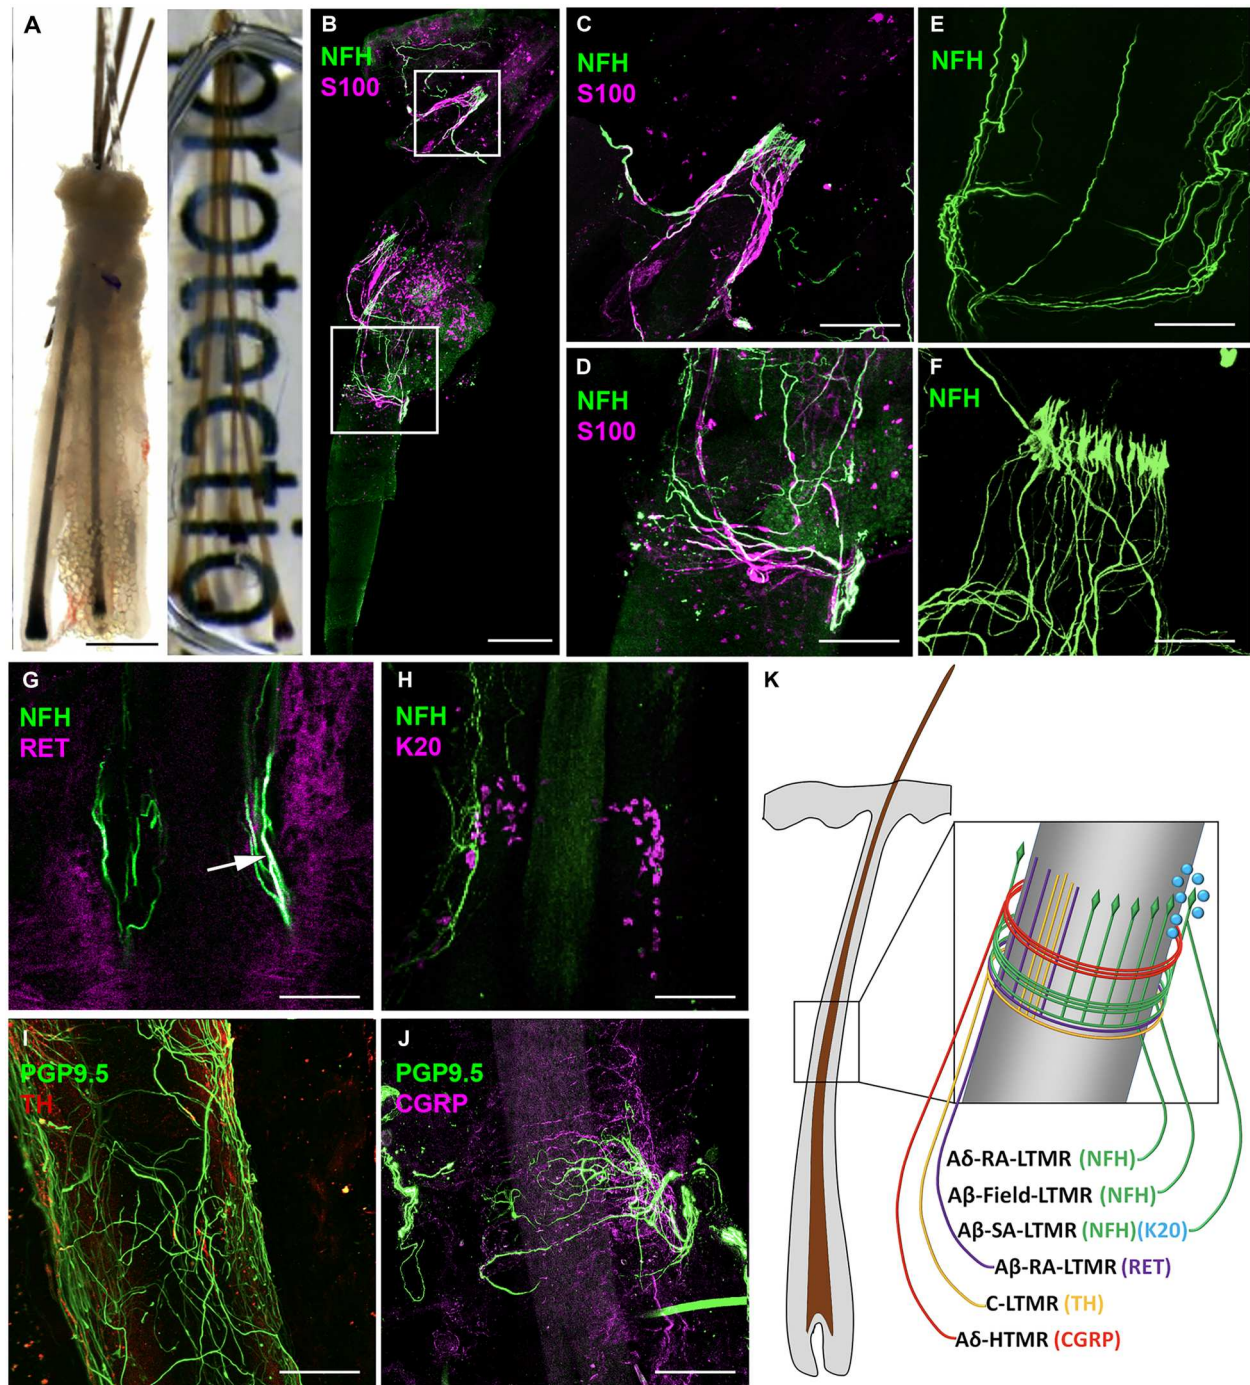 A
B
NFH
S100
C
NFH
S100
E
NFH
D
NFH
S100
F
NFH
G
NFH
RET
H
NFH
K20
K
I
PGP9.5
TH
J
PGP9.5
CGRP
Aδ-RA-LTMR (NFH)
Aβ-Field-LTMR (NFH)
Aβ-SA-LTMR (NFH)(K20)
Aβ-RA-LTMR (RET)
C-LTMR (TH)
Aδ-HTMR (CGRP)